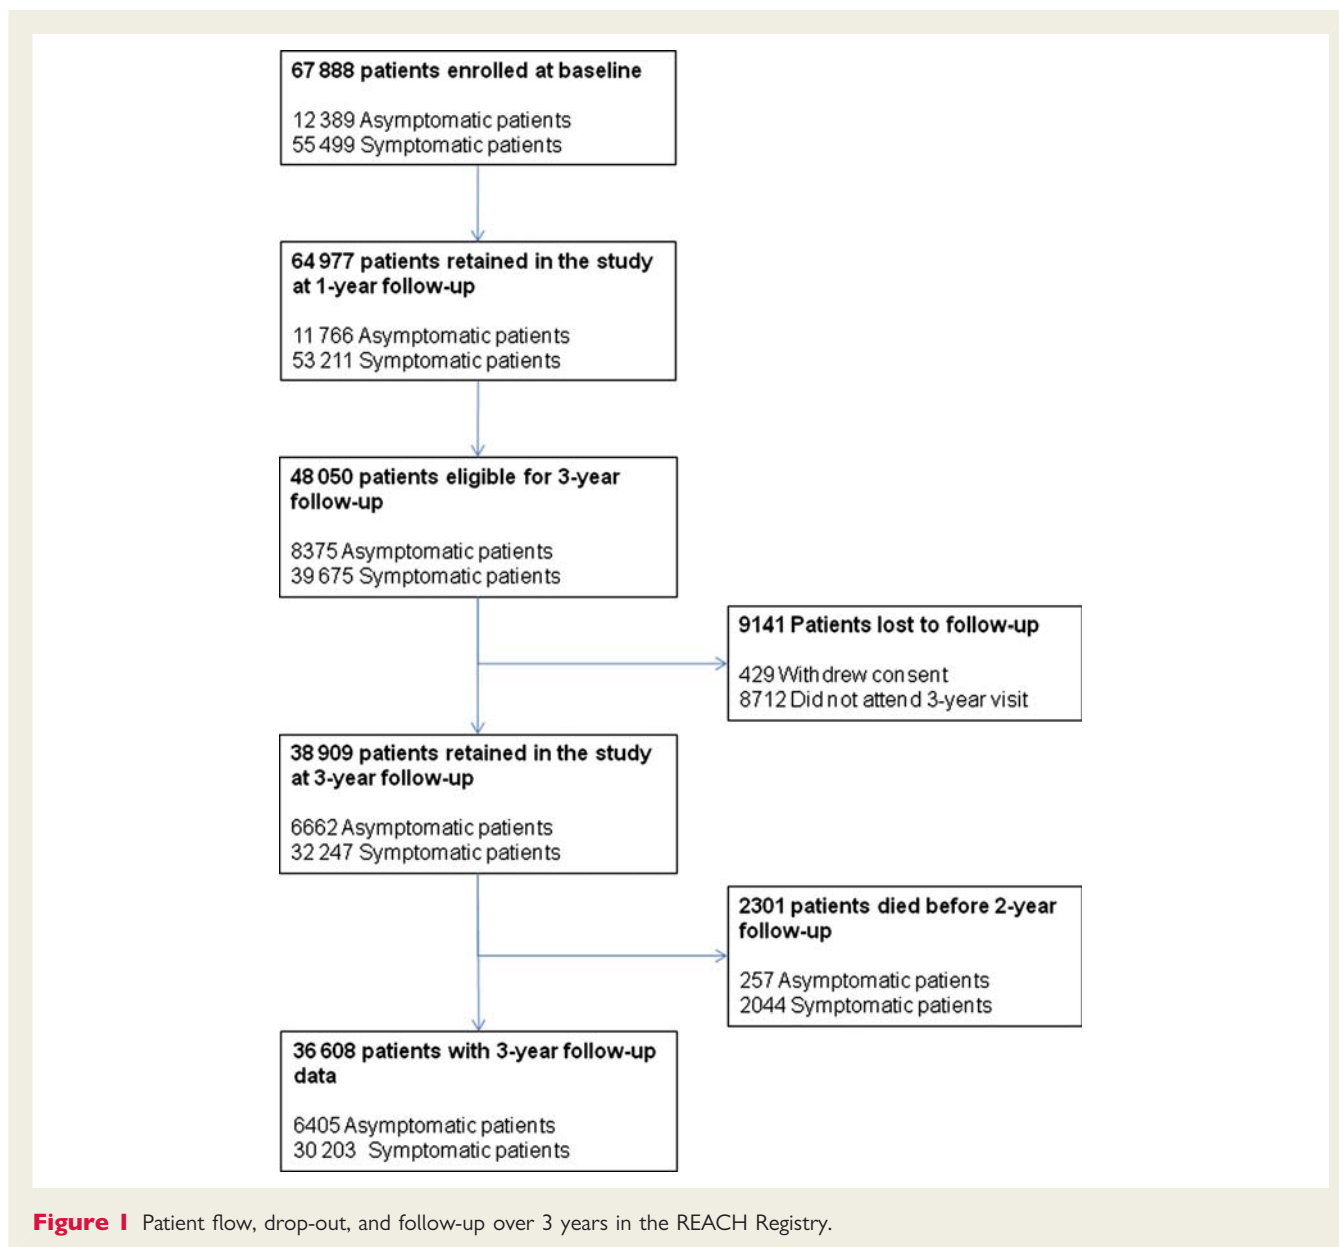 67 888 patients enrolled at baseline
12 389 Asymptomatic patients
55 499 Symptomatic patients
64 977 patients retained in the study
at 1-year follow-up
11 766 Asymptomatic patients
53 211 Symptomatic patients
48 050 patients eligible for 3-year
follow-up
8375 Asymptomatic patients
39 675 Symptomatic patients
9141 Patients lost to follow-up
429 Withdrew consent
8712 Did not attend 3-year visit
38 909 patients retained in the study
at 3-year follow-up
6662 Asymptomatic patients
32 247 Symptomatic patients
2301 patients died before 2-year
follow-up
257 Asymptomatic patients
2044 Symptomatic patients
36 608 patients with 3-year follow-up
data
6405 Asymptomatic patients
30 203 Symptomatic patients
Figure 1 Patient flow, drop-out, and follow-up over 3 years in the REACH Registry.